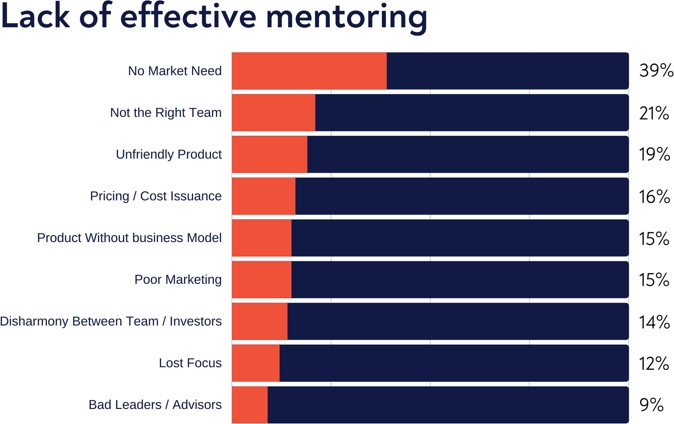 Lack of effective mentoring
No Market Need 39%
Not the Right Team 21%
Unfriendly Product 19%
Pricing / Cost Issuance 16%
Product Without business Model 15%
Poor Marketing 15%
Disharmony Between Team / Investors 14%
Lost Focus 12%
Bad Leaders / Advisors 9%